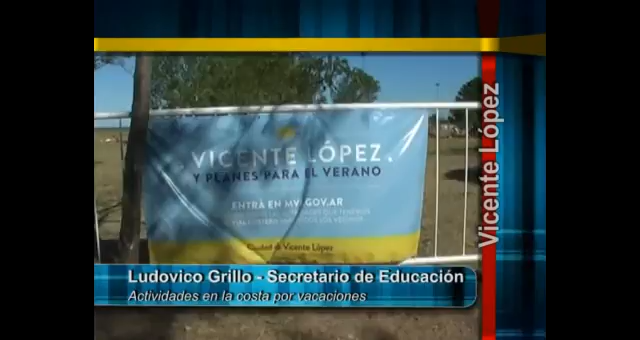 VICENTE LÓPEZ
Y PLANES PARA EL VERANO
ENTRÁ EN MVL.GOV.AR
Ciudad de Vicente López
Vicente López
Ludovico Grillo - Secretario de Educación
Actividades en la costa por vacaciones